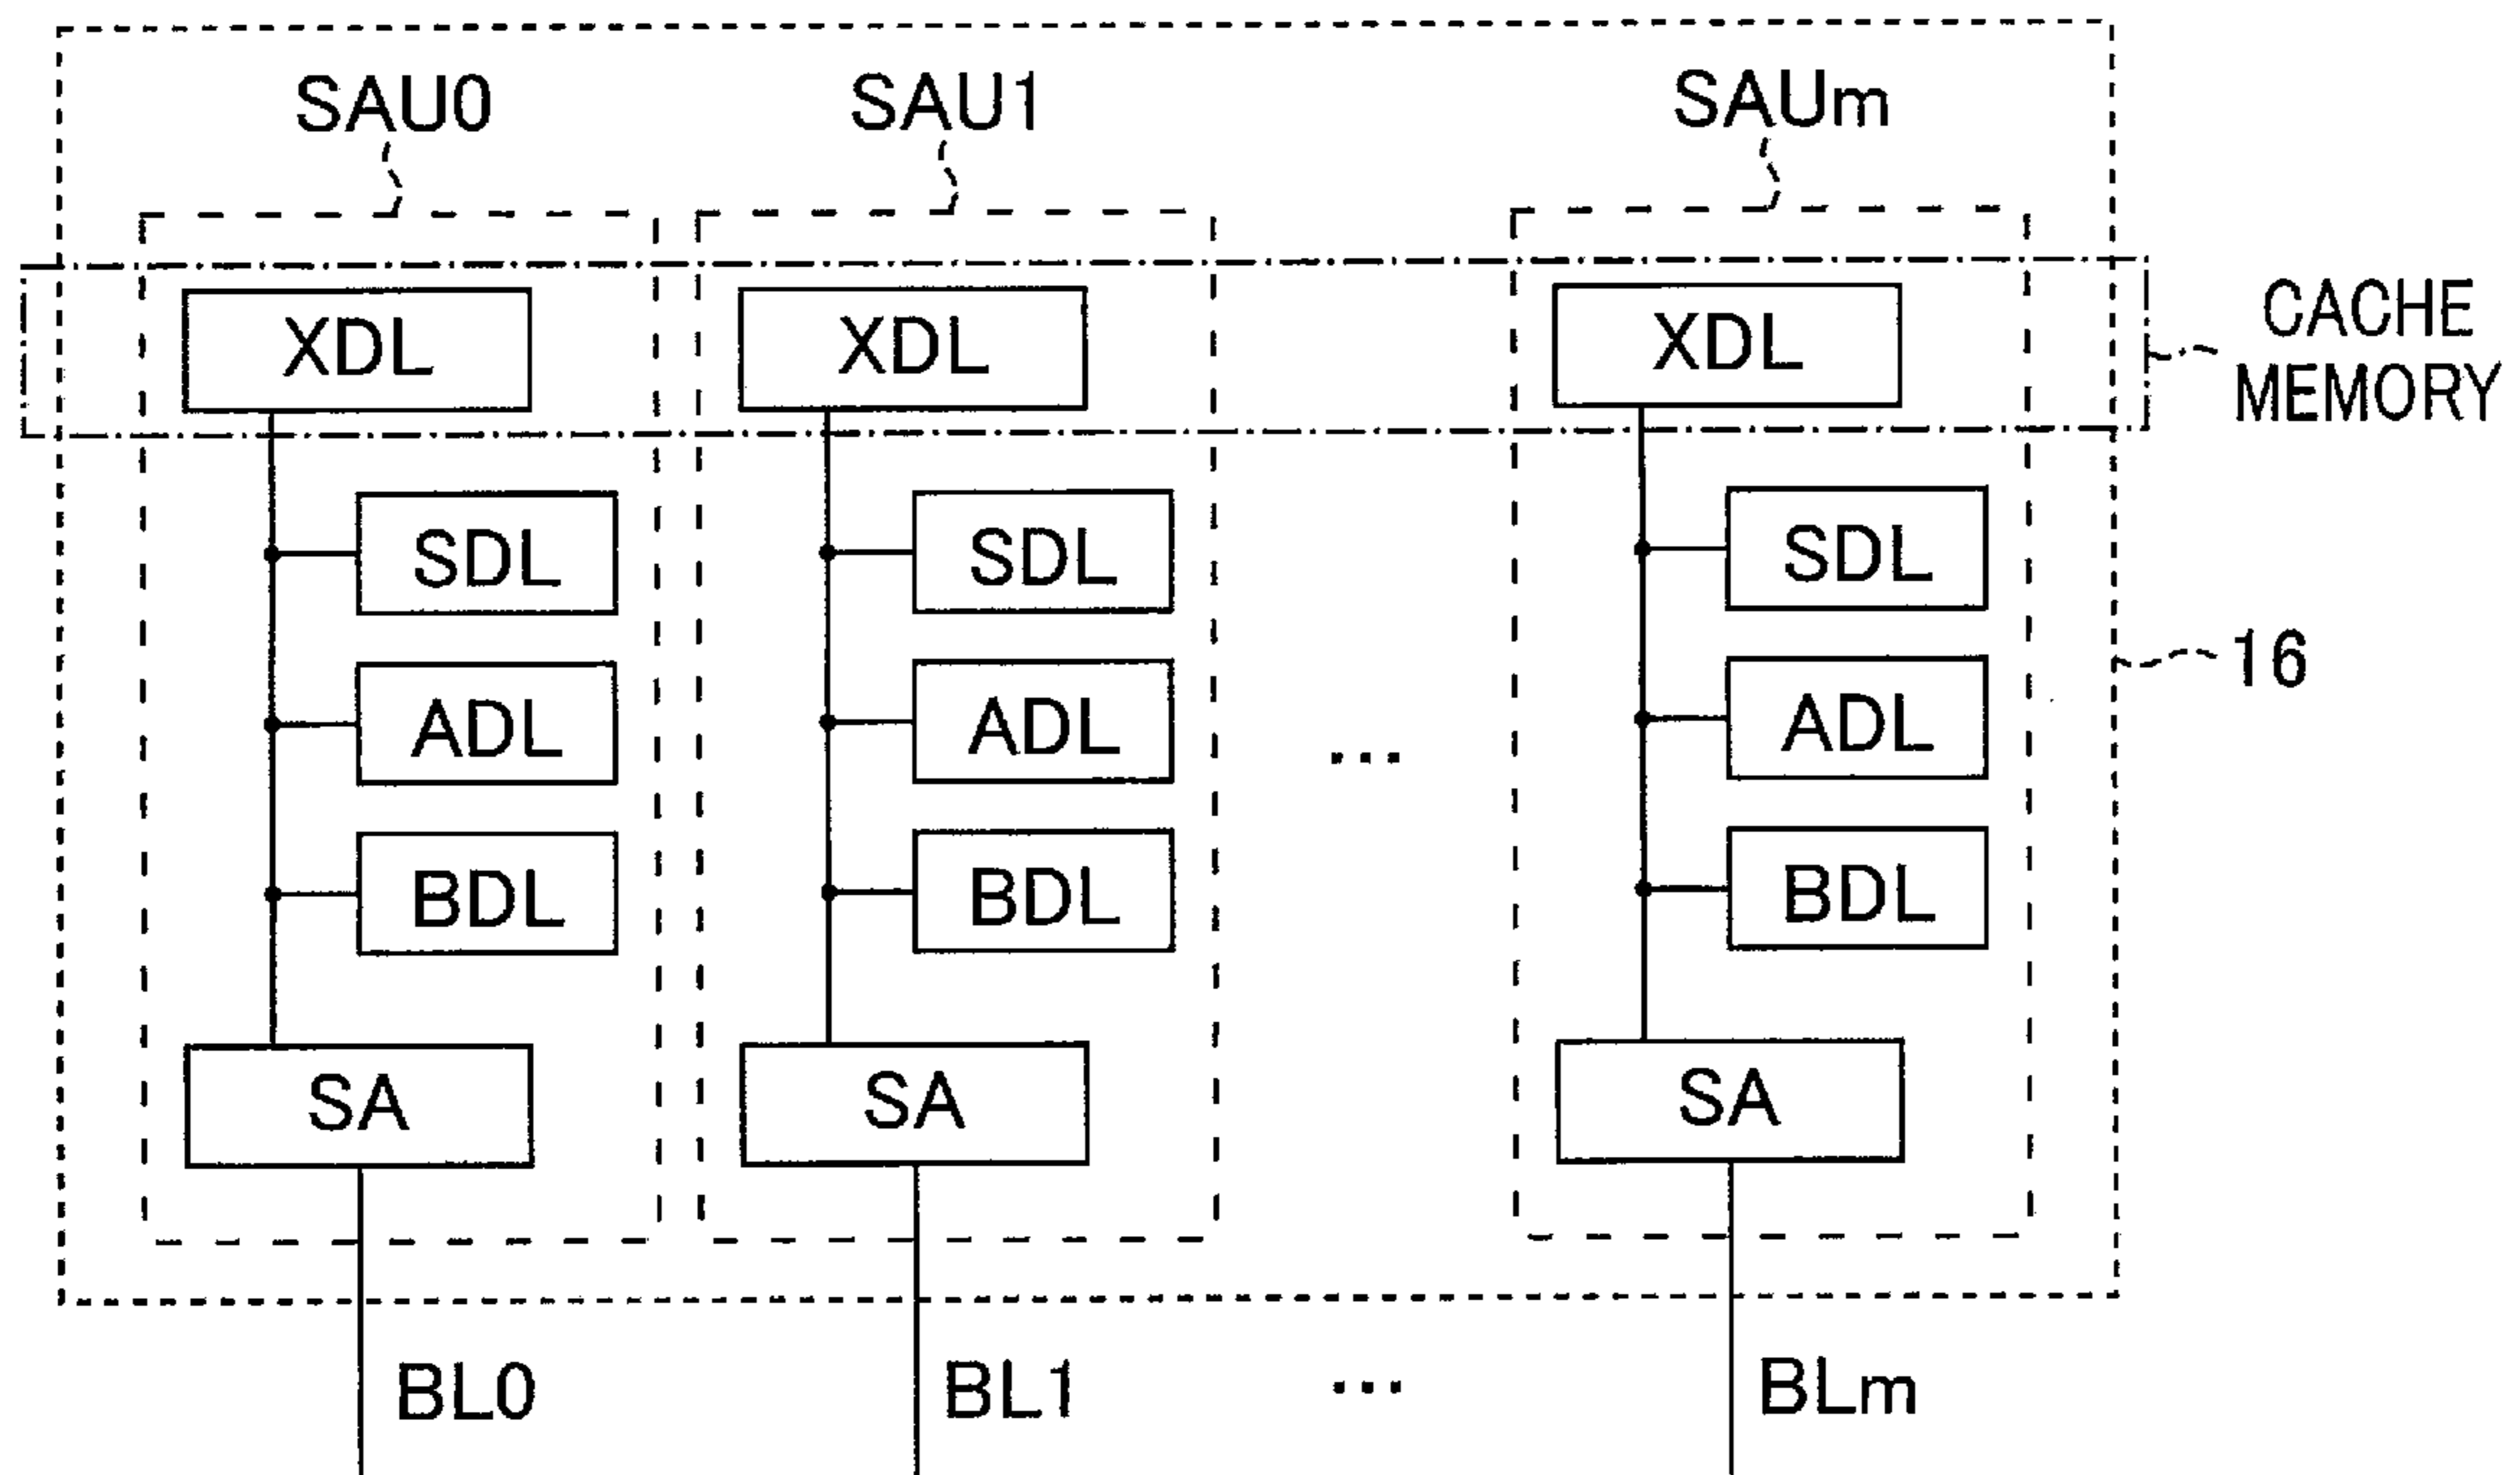 SAU0 SAU1 SAUm
XDL XDL XDL
CACHE
MEMORY
SDL SDL SDL
16
ADL ADL ... ADL
BDL BDL BDL
SA SA SA
BL0 BL1 ... BLm